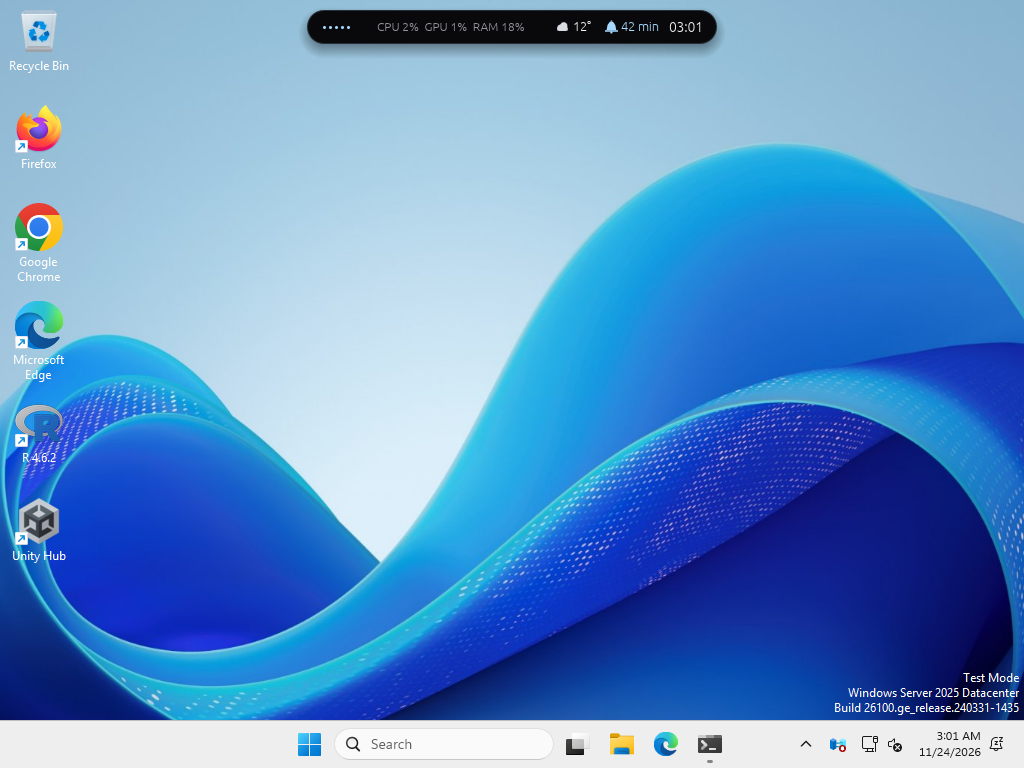 CPU 2% GPU 1% RAM 18% 12° 42 min 03:01
Recycle Bin
Firefox
Google
Chrome
Microsoft
Edge
R 4.6.2
Unity Hub
Test Mode
Windows Server 2025 Datacenter
Build 26100.ge_release.240331-1435
Search
3:01 AM
11/24/2026